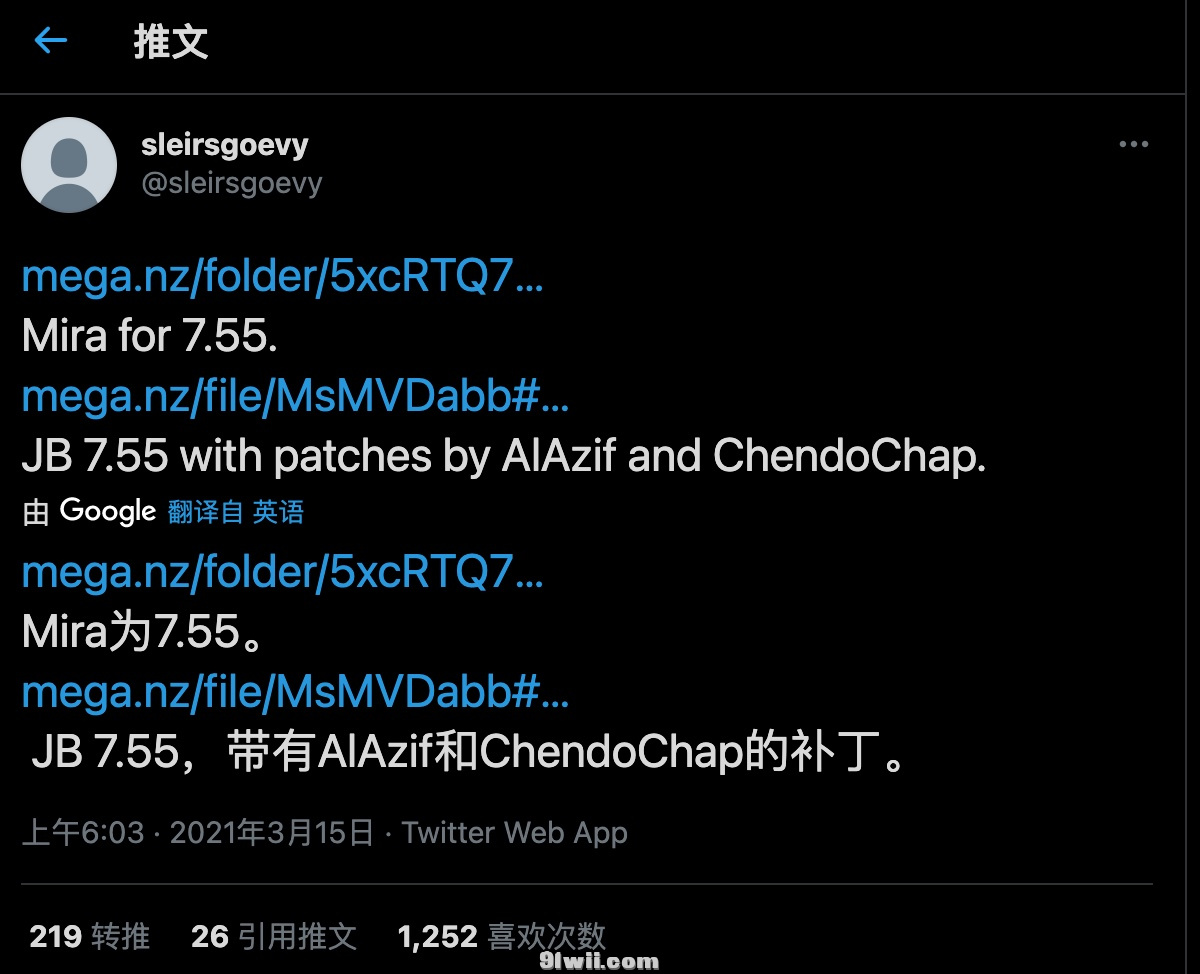 推文
sleirsgoevy
@sleirsgoevy
mega.nz/folder/5xcRTQ7...
Mira for 7.55.
mega.nz/file/MsMVDabb#...
JB 7.55 with patches by AlAzif and ChendoChap.
由 Google 翻译自 英语
mega.nz/folder/5xcRTQ7...
Mira为7.55。
mega.nz/file/MsMVDabb#...
JB 7.55，带有AlAzif和ChendoChap的补丁。
上午6:03 · 2021年3月15日 · Twitter Web App
219 转推 26 引用推文 1,252 喜欢次数
91wii.com